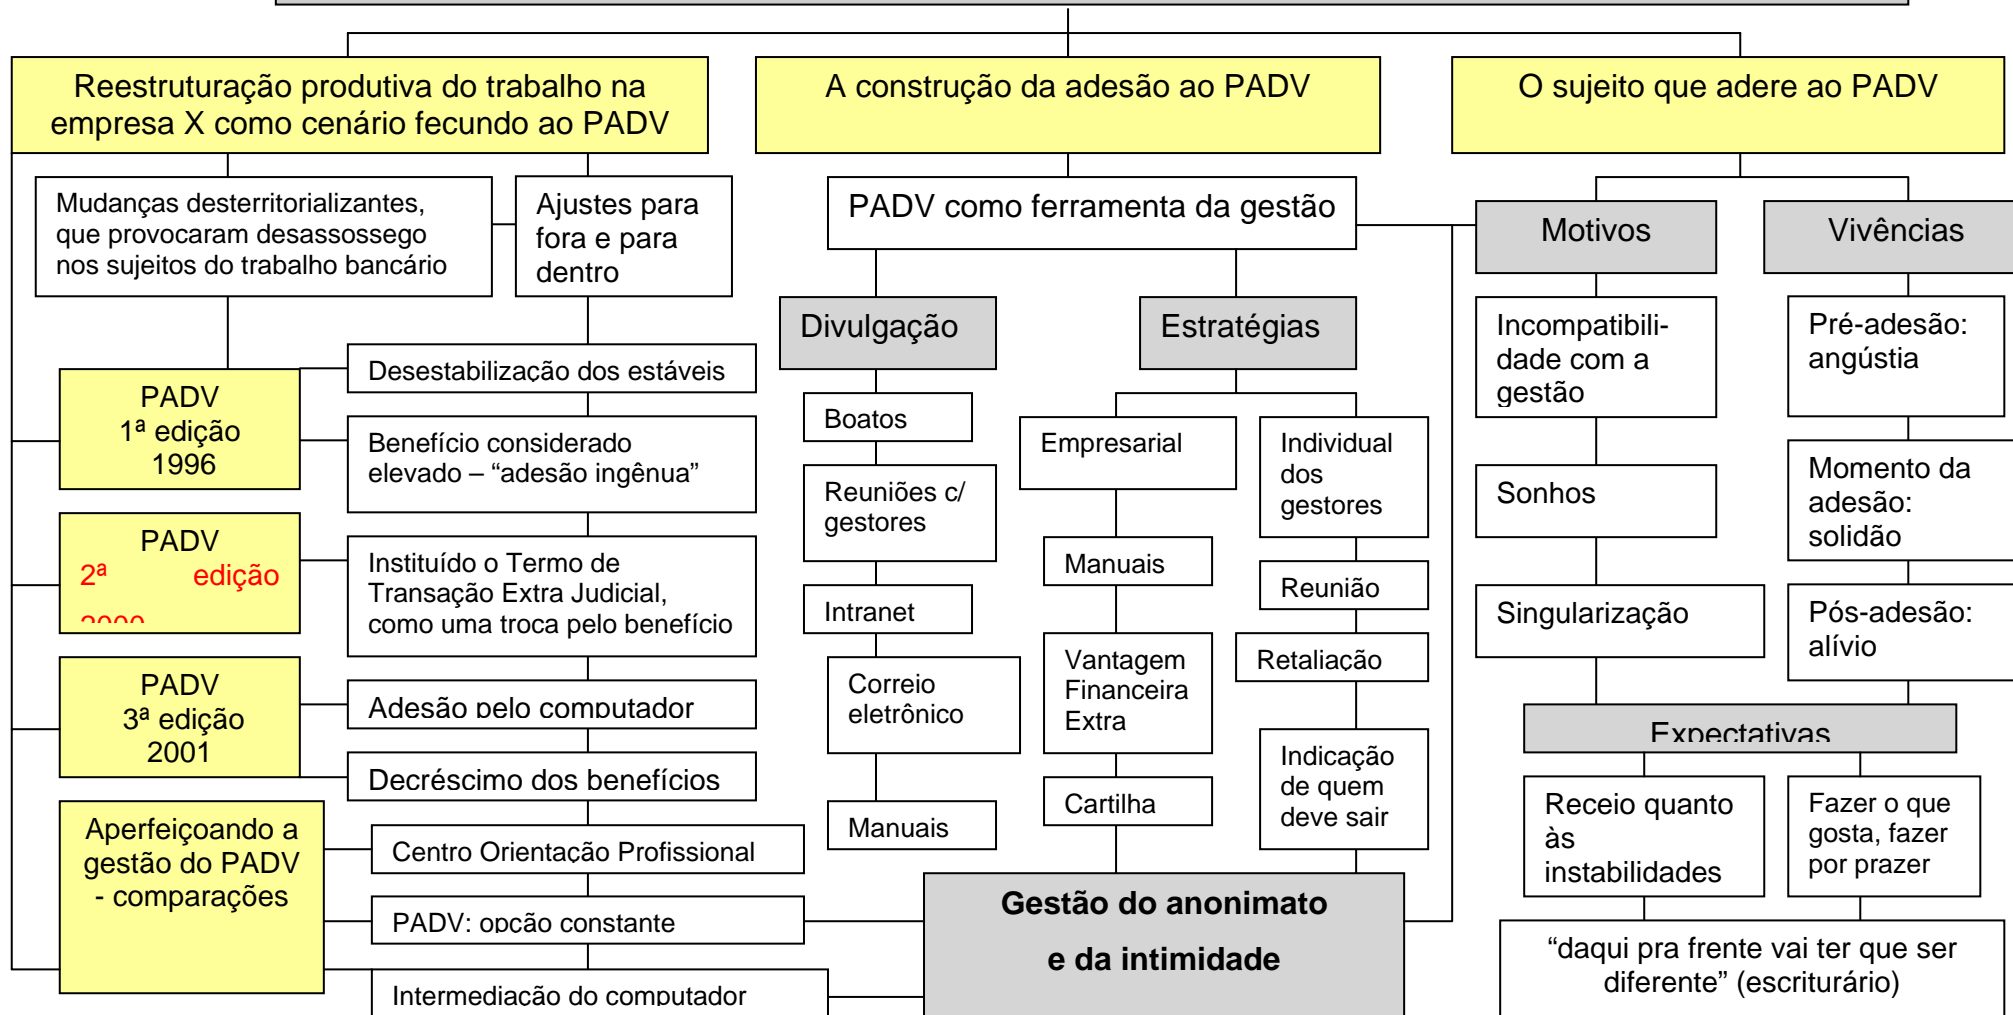 Reestruturação produtiva do trabalho na
empresa X como cenário fecundo ao PADV
A construção da adesão ao PADV
O sujeito que adere ao PADV
Mudanças desterritorializantes,
que provocaram desassossego
nos sujeitos do trabalho bancário
Ajustes para
fora e para
dentro
PADV
1ª edição
1996
Desestabilização dos estáveis
Benefício considerado
elevado – “adesão ingênua”
PADV
2ª edição
2000
Instituído o Termo de
Transação Extra Judicial,
como uma troca pelo benefício
PADV
3ª edição
2001
Adesão pelo computador
Decréscimo dos benefícios
Aperfeiçoando a
gestão do PADV
- comparações
Centro Orientação Profissional
PADV: opção constante
Intermediação do computador
PADV como ferramenta da gestão
Divulgação
Boatos
Reuniões c/
gestores
Intranet
Correio
eletrônico
Manuais
Estratégias
Empresarial
Manuais
Vantagem
Financeira
Extra
Cartilha
Individual
dos
gestores
Reunião
Retaliação
Indicação
de quem
deve sair
Gestão do anonimato
e da intimidade
Motivos
Incompatibili-
dade com a
gestão
Sonhos
Singularização
Vivências
Pré-adesão:
angústia
Momento da
adesão:
solidão
Pós-adesão:
alívio
Expectativas
Receio quanto
às
instabilidades
Fazer o que
gosta, fazer
por prazer
“daqui pra frente vai ter que ser
diferente” (escriturário)